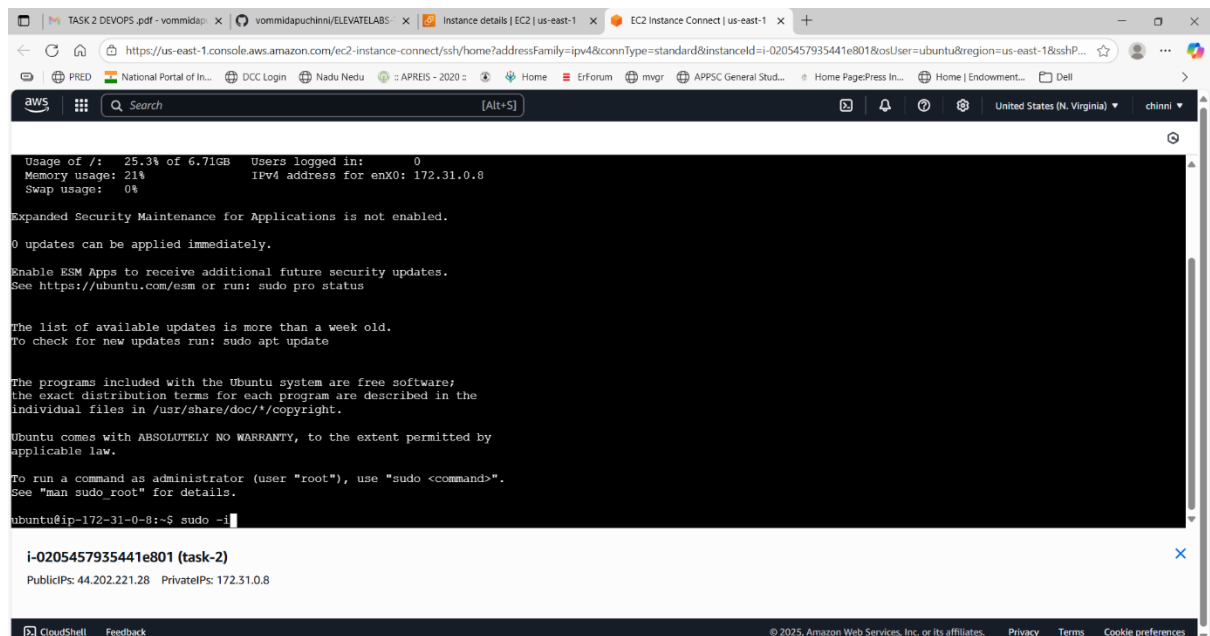 TASK 2 DEVOPS .pdf - vommidap
vommidapuchinni/ELEVATELABS-
Instance details | EC2 | us-east-1
EC2 Instance Connect | us-east-1
https://us-east-1.console.aws.amazon.com/ec2-instance-connect/ssh/home?addressFamily=ipv4&connType=standard&instanceId=i-0205457935441e801&osUser=ubuntu&region=us-east-1&sshP...
PRED
National Portal of In...
DCC Login
Nadu Nedu
:: APREIS - 2020 ::
Home
ErForum
mvgr
APPSC General Stud...
Home Page:Press In...
Home | Endowment...
Dell
aws
Search
[Alt+S]
United States (N. Virginia)
chinni
Usage of /: 25.3% of 6.71GB Users logged in: 0
Memory usage: 21% IPv4 address for enX0: 172.31.0.8
Swap usage: 0%
Expanded Security Maintenance for Applications is not enabled.
0 updates can be applied immediately.
Enable ESM Apps to receive additional future security updates.
See https://ubuntu.com/esm or run: sudo pro status
The list of available updates is more than a week old.
To check for new updates run: sudo apt update
The programs included with the Ubuntu system are free software;
the exact distribution terms for each program are described in the
individual files in /usr/share/doc/*/copyright.
Ubuntu comes with ABSOLUTELY NO WARRANTY, to the extent permitted by
applicable law.
To run a command as administrator (user "root"), use "sudo <command>".
See "man sudo_root" for details.
ubuntu@ip-172-31-0-8:~$ sudo -i
i-0205457935441e801 (task-2)
PublicIPs: 44.202.221.28 PrivateIPs: 172.31.0.8
CloudShell
Feedback
© 2025, Amazon Web Services, Inc. or its affiliates.
Privacy
Terms
Cookie preferences